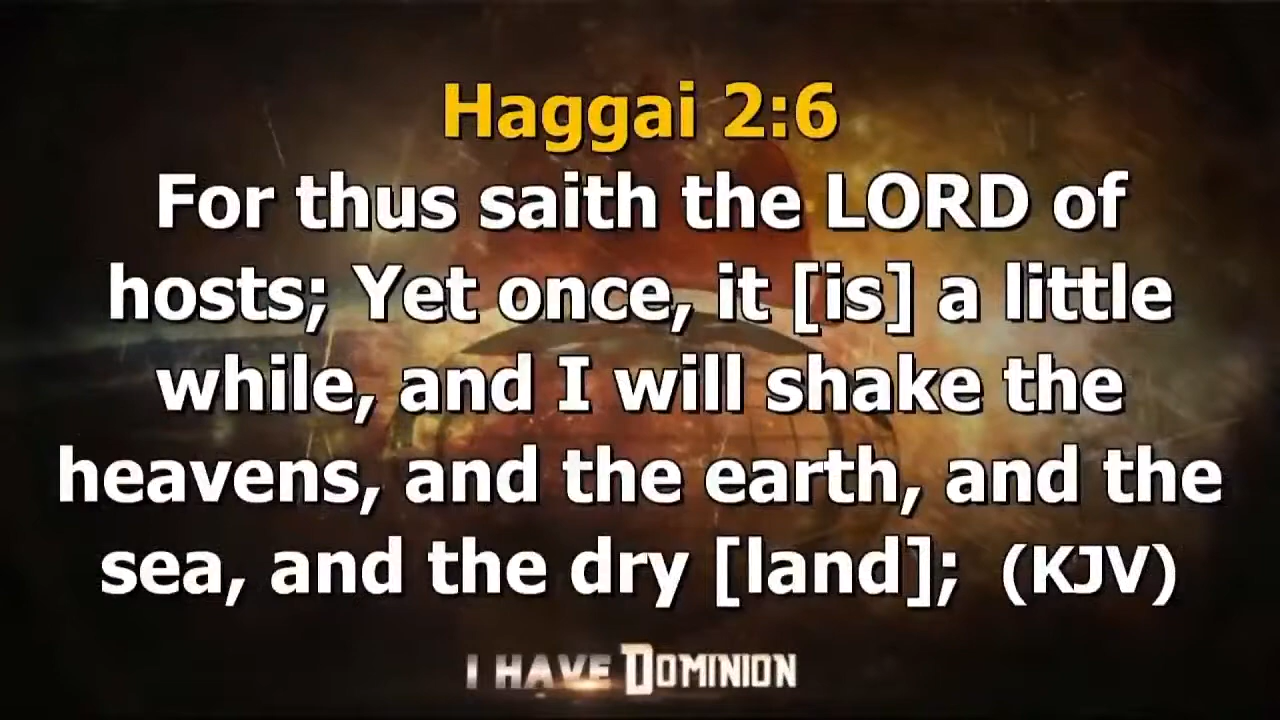 Haggai 2:6
For thus saith the LORD of
hosts; Yet once, it [is] a little
while, and I will shake the
heavens, and the earth, and the
sea, and the dry [land];  (KJV)
I HAVE DOMINION